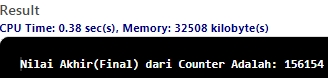 Result
CPU Time: 0.38 sec(s), Memory: 32508 kilobyte(s)
Nilai Akhir(Final) dari Counter Adalah: 156154